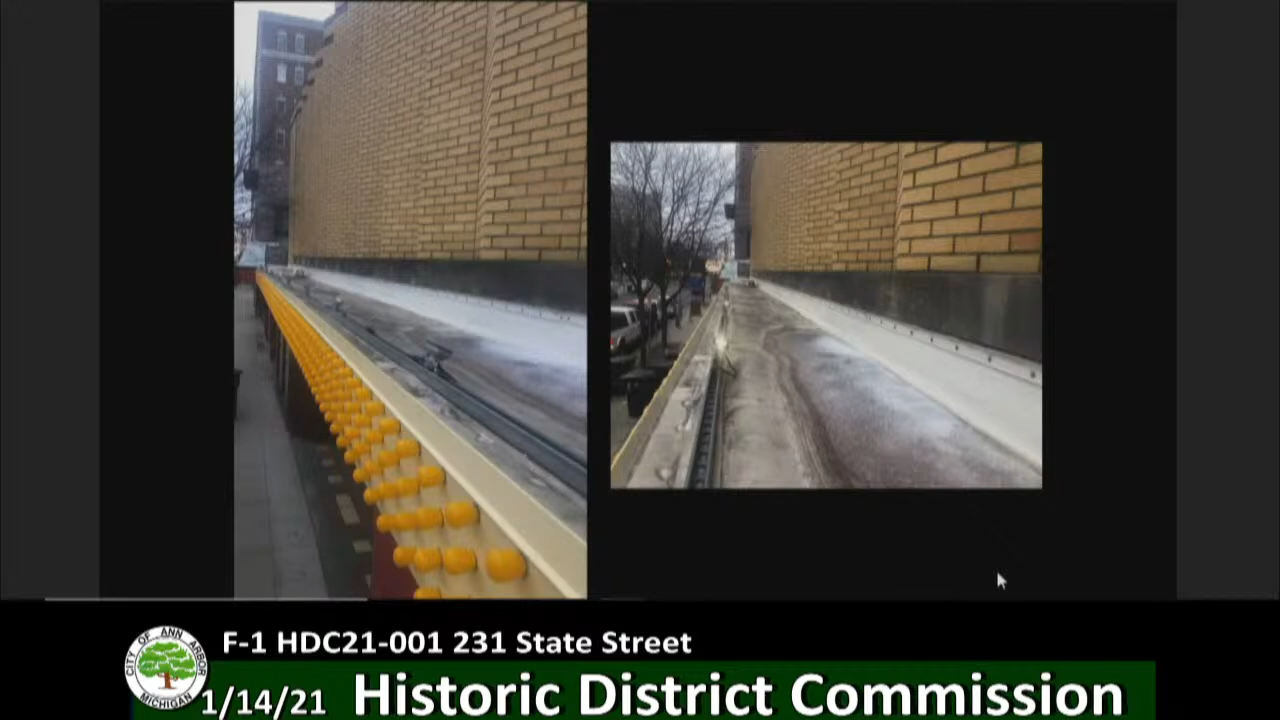 F-1 HDC21-001 231 State Street
CITY OF ANN ARBOR
MICHIGAN
1/14/21 Historic District Commission